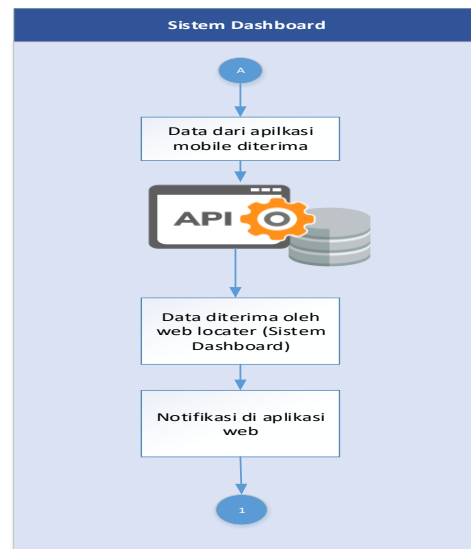 Sistem Dashboard
A
Data dari apilkasi
mobile diterima
API
Data diterima oleh
web locater (Sistem
Dashboard)
Notifikasi di aplikasi
web
1